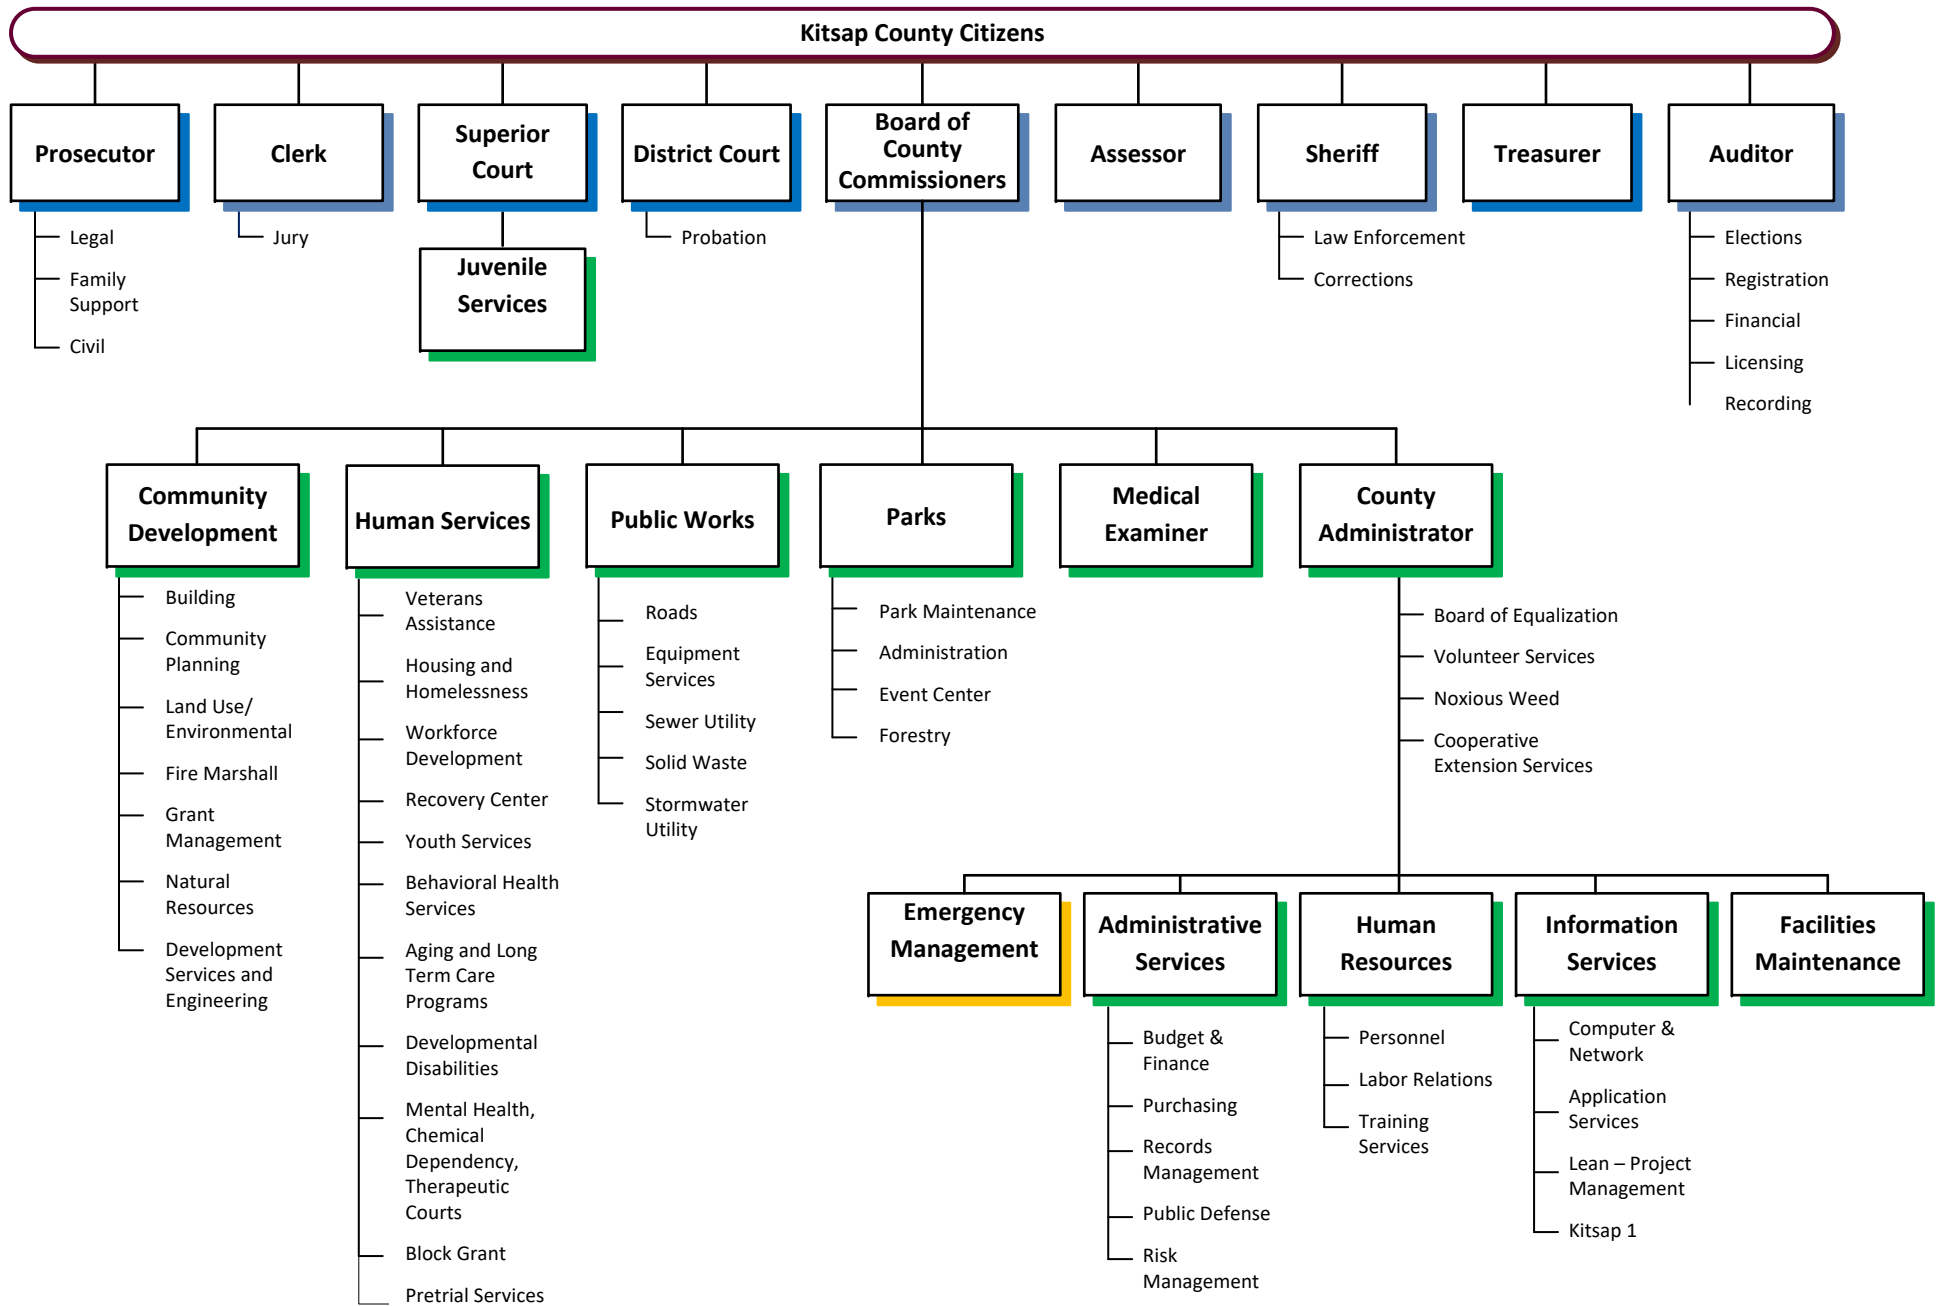 Kitsap County Citizens
Prosecutor
Legal
Family
Support
Civil
Clerk
Jury
Superior
Court
Juvenile
Services
District Court
Probation
Board of
County
Commissioners
Assessor
Sheriff
Law Enforcement
Corrections
Treasurer
Auditor
Elections
Registration
Financial
Licensing
Recording
Community
Development
Building
Community
Planning
Land Use/
Environmental
Fire Marshall
Grant
Management
Natural
Resources
Development
Services and
Engineering
Human Services
Veterans
Assistance
Housing and
Homelessness
Workforce
Development
Recovery Center
Youth Services
Behavioral Health
Services
Aging and Long
Term Care
Programs
Developmental
Disabilities
Mental Health,
Chemical
Dependency,
Therapeutic
Courts
Block Grant
Pretrial Services
Public Works
Roads
Equipment
Services
Sewer Utility
Solid Waste
Stormwater
Utility
Parks
Park Maintenance
Administration
Event Center
Forestry
Medical
Examiner
County
Administrator
Board of Equalization
Volunteer Services
Noxious Weed
Cooperative
Extension Services
Emergency
Management
Administrative
Services
Budget &
Finance
Purchasing
Records
Management
Public Defense
Risk
Management
Human
Resources
Personnel
Labor Relations
Training
Services
Information
Services
Computer &
Network
Application
Services
Lean – Project
Management
Kitsap 1
Facilities
Maintenance